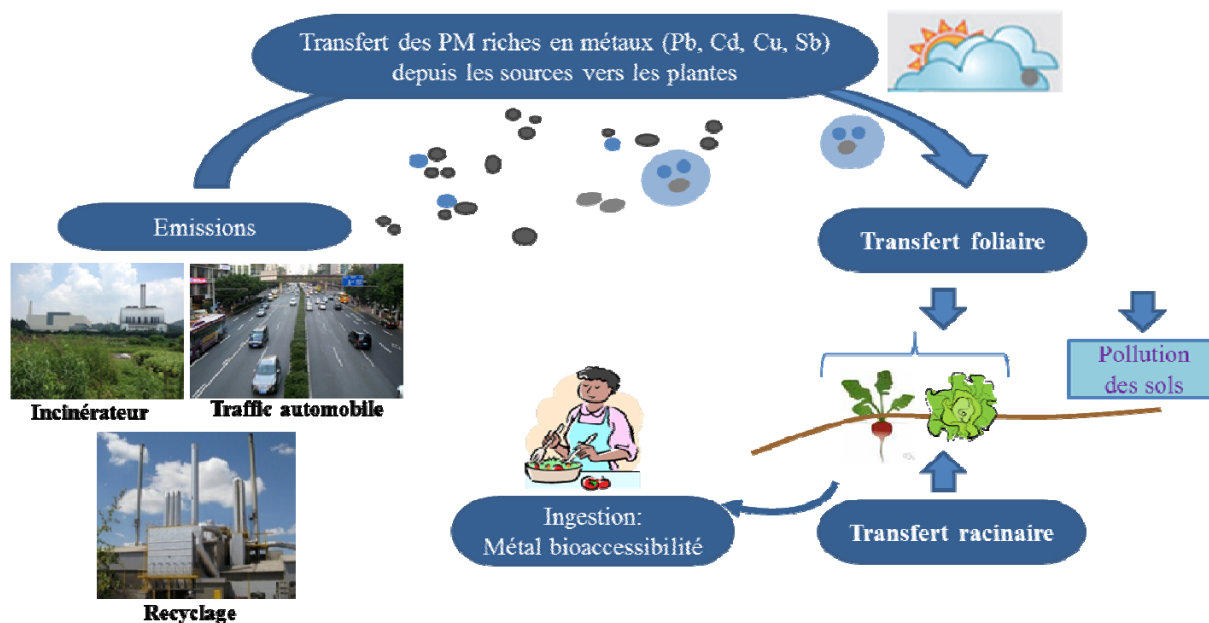 Transfert des PM riches en métaux (Pb, Cd, Cu, Sb)
depuis les sources vers les plantes
Emissions
Transfert foliaire
Incinérateur
Traffic automobile
Pollution
des sols
Ingestion:
Métal bioaccessibilité
Transfert racinaire
Recyclage